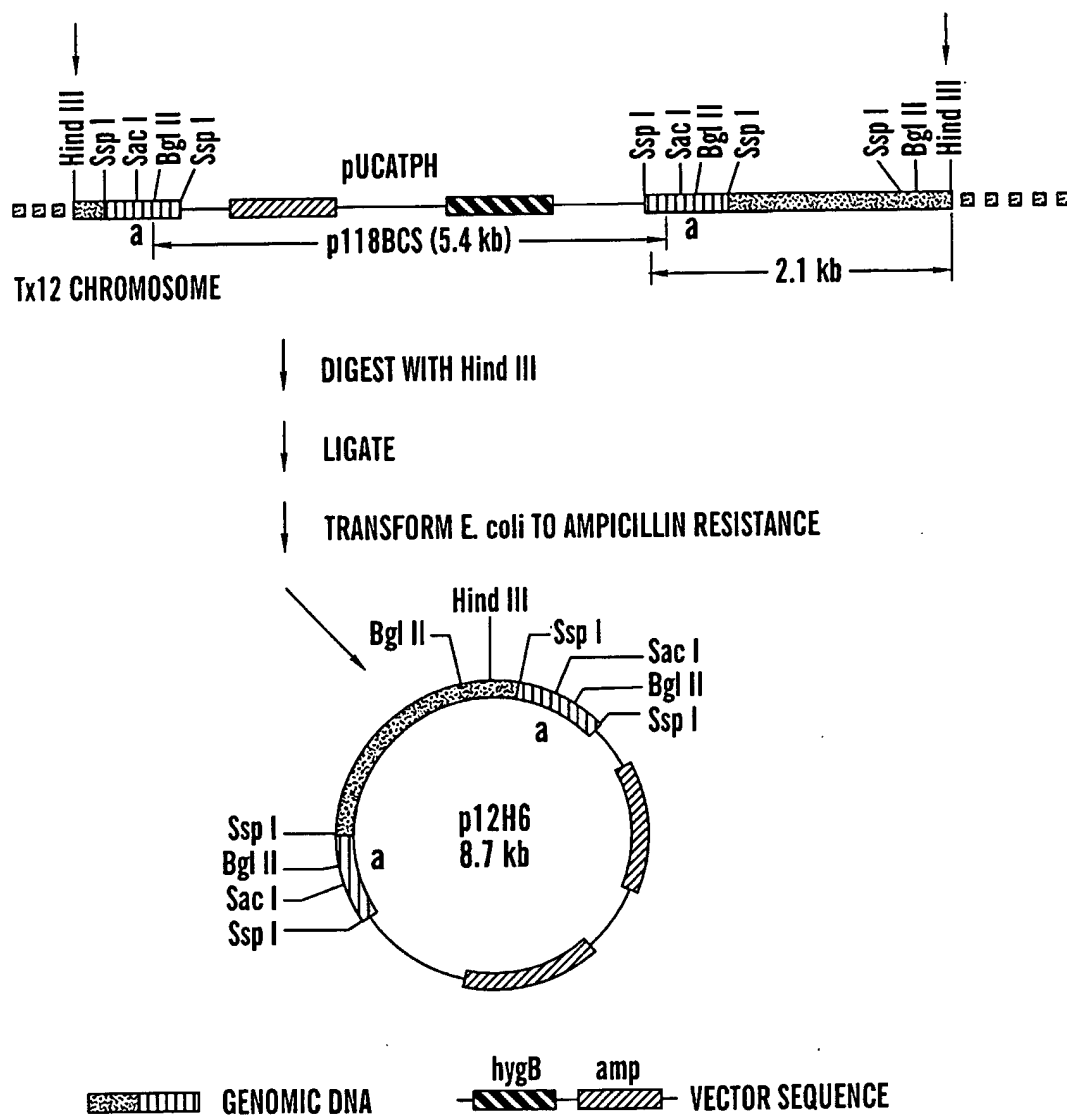 Hind III
Ssp I
Sac I
Bgl II
Ssp I
pUCATPH
Ssp I
Sac I
Bgl II
Ssp I
Ssp I
Bgl II
Hind III
a
p118BCS (5.4 kb)
a
2.1 kb
Tx12 CHROMOSOME
DIGEST WITH Hind III
LIGATE
TRANSFORM E. coli TO AMPICILLIN RESISTANCE
Hind III
Bgl II
Ssp I
Sac I
Bgl II
Ssp I
a
p12H6
8.7 kb
Ssp I
Bgl II
Sac I
Ssp I
a
hygB
amp
GENOMIC DNA
VECTOR SEQUENCE